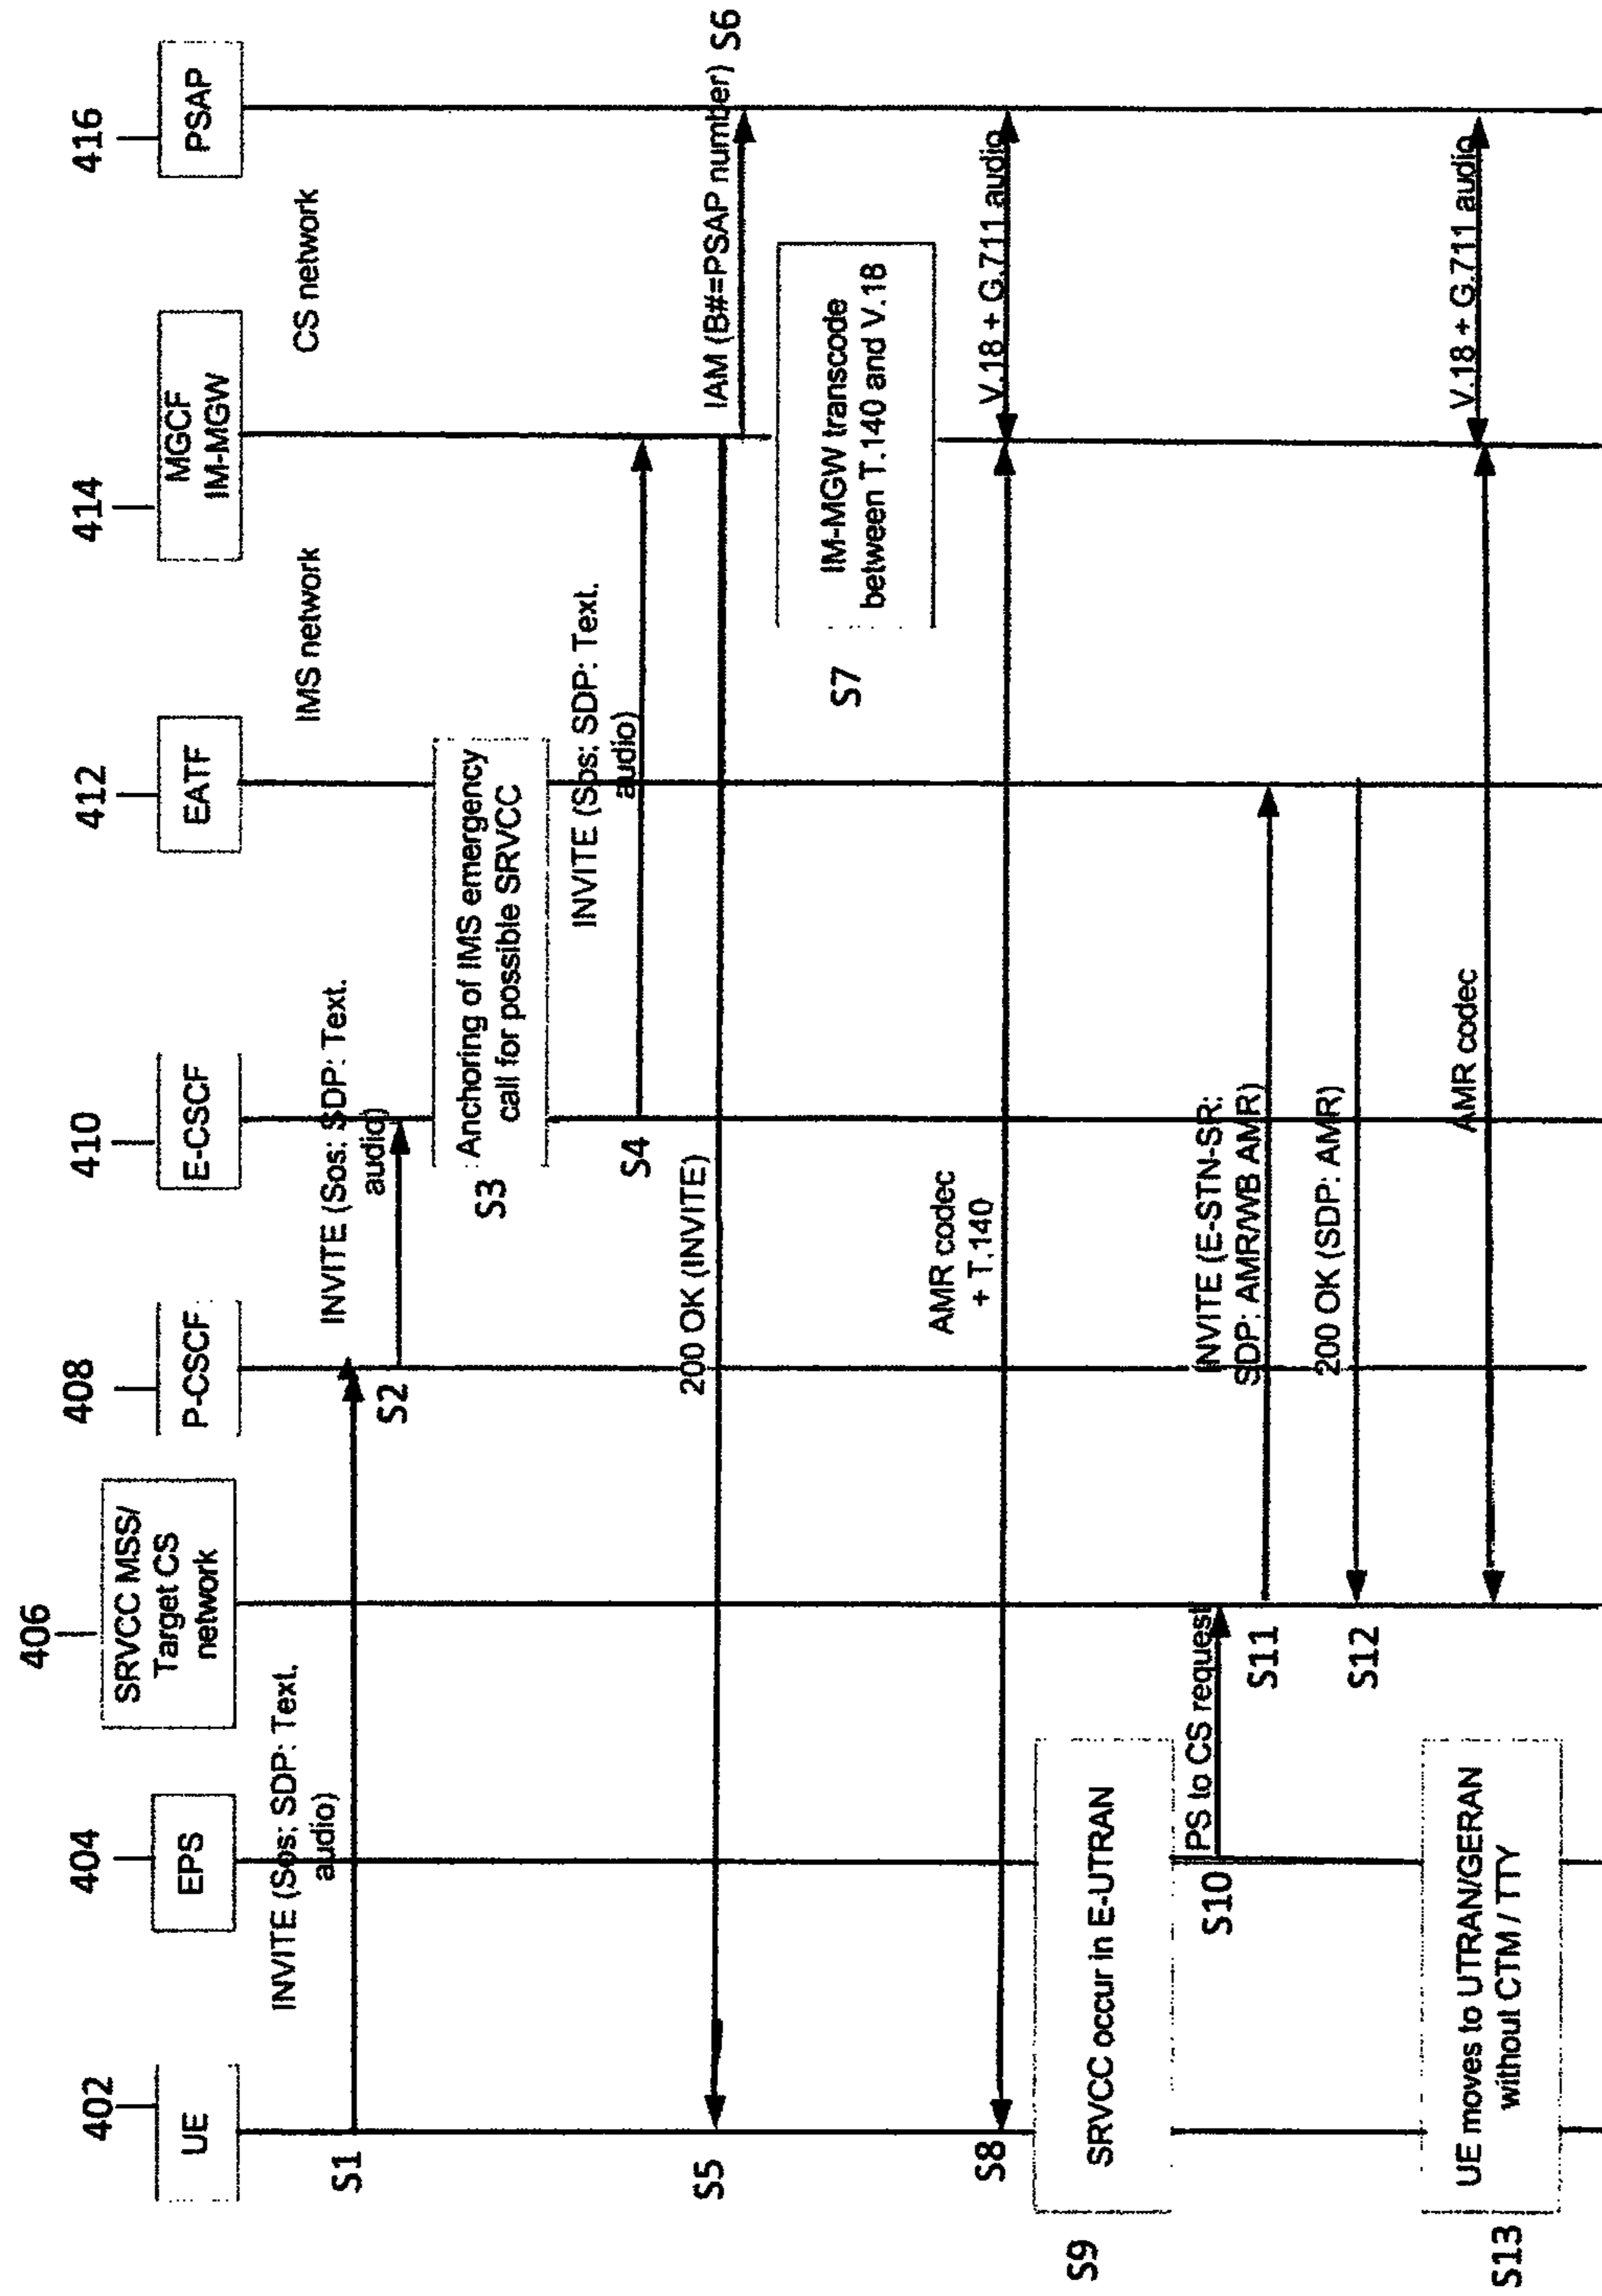 402
404
406
408
410
412
414
416
UE
EPS
SRVCC MSS/
Target CS
network
P-CSCF
E-CSCF
EATF
MGCF
IM-MGW
PSAP
IMS network
CS network
S1
INVITE (Sos: SDP: Text.
audio)
S2
INVITE (Sos: SDP: Text.
audio)
S3
Anchoring of IMS emergency
call for possible SRVCC
S4
INVITE (Sos: SDP: Text.
audio)
S5
200 OK (INVITE)
IAM (B#=PSAP number)
S6
S7
IM-MGW transcode
between T.140 and V.18
S8
AMR codec
+ T.140
V.18 + G.711 audio
S9
SRVCC occur in E-UTRAN
S10
PS to CS request
S11
INVITE (E-STN-SR:
SDP: AMR/WB AMR)
S12
200 OK (SDP: AMR)
S13
UE moves to UTRAN/GERAN
without CTM / TTY
AMR codec
V.18 + G.711 audio